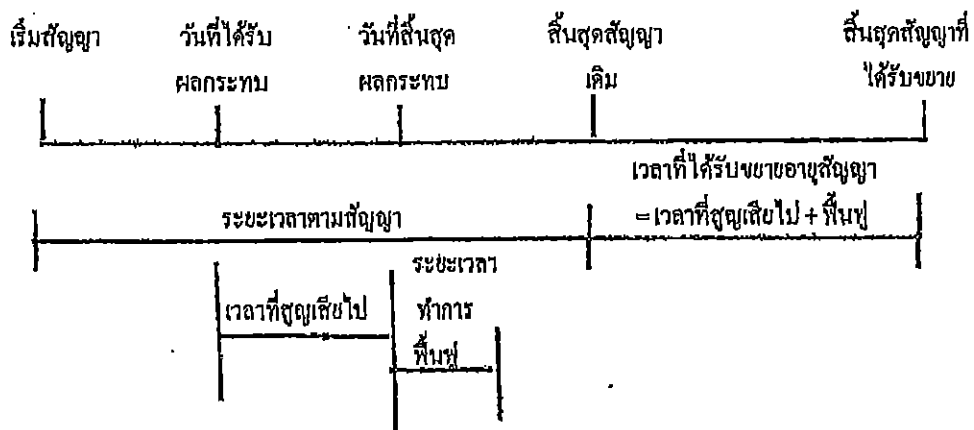 เริ่มสัญญา วันที่ได้รับ วันที่สิ้นสุด สิ้นสุดสัญญา สิ้นสุดสัญญาที่
ผลกระทบ ผลกระทบ เดิม ได้รับขยาย
เวลาที่ได้รับขยายอายุสัญญา
ระยะเวลาตามสัญญา =เวลาที่สูญเสียไป + ฟื้นฟู
ระยะเวลา
เวลาที่สูญเสียไป ทำการ
ฟื้นฟู